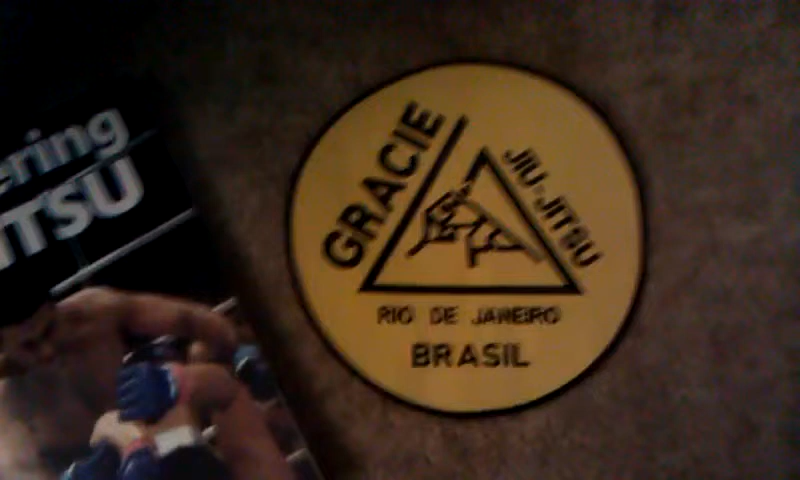 ering
ITSU
GRACIE
JIU-JITSU
RIO DE JANEIRO
BRASIL